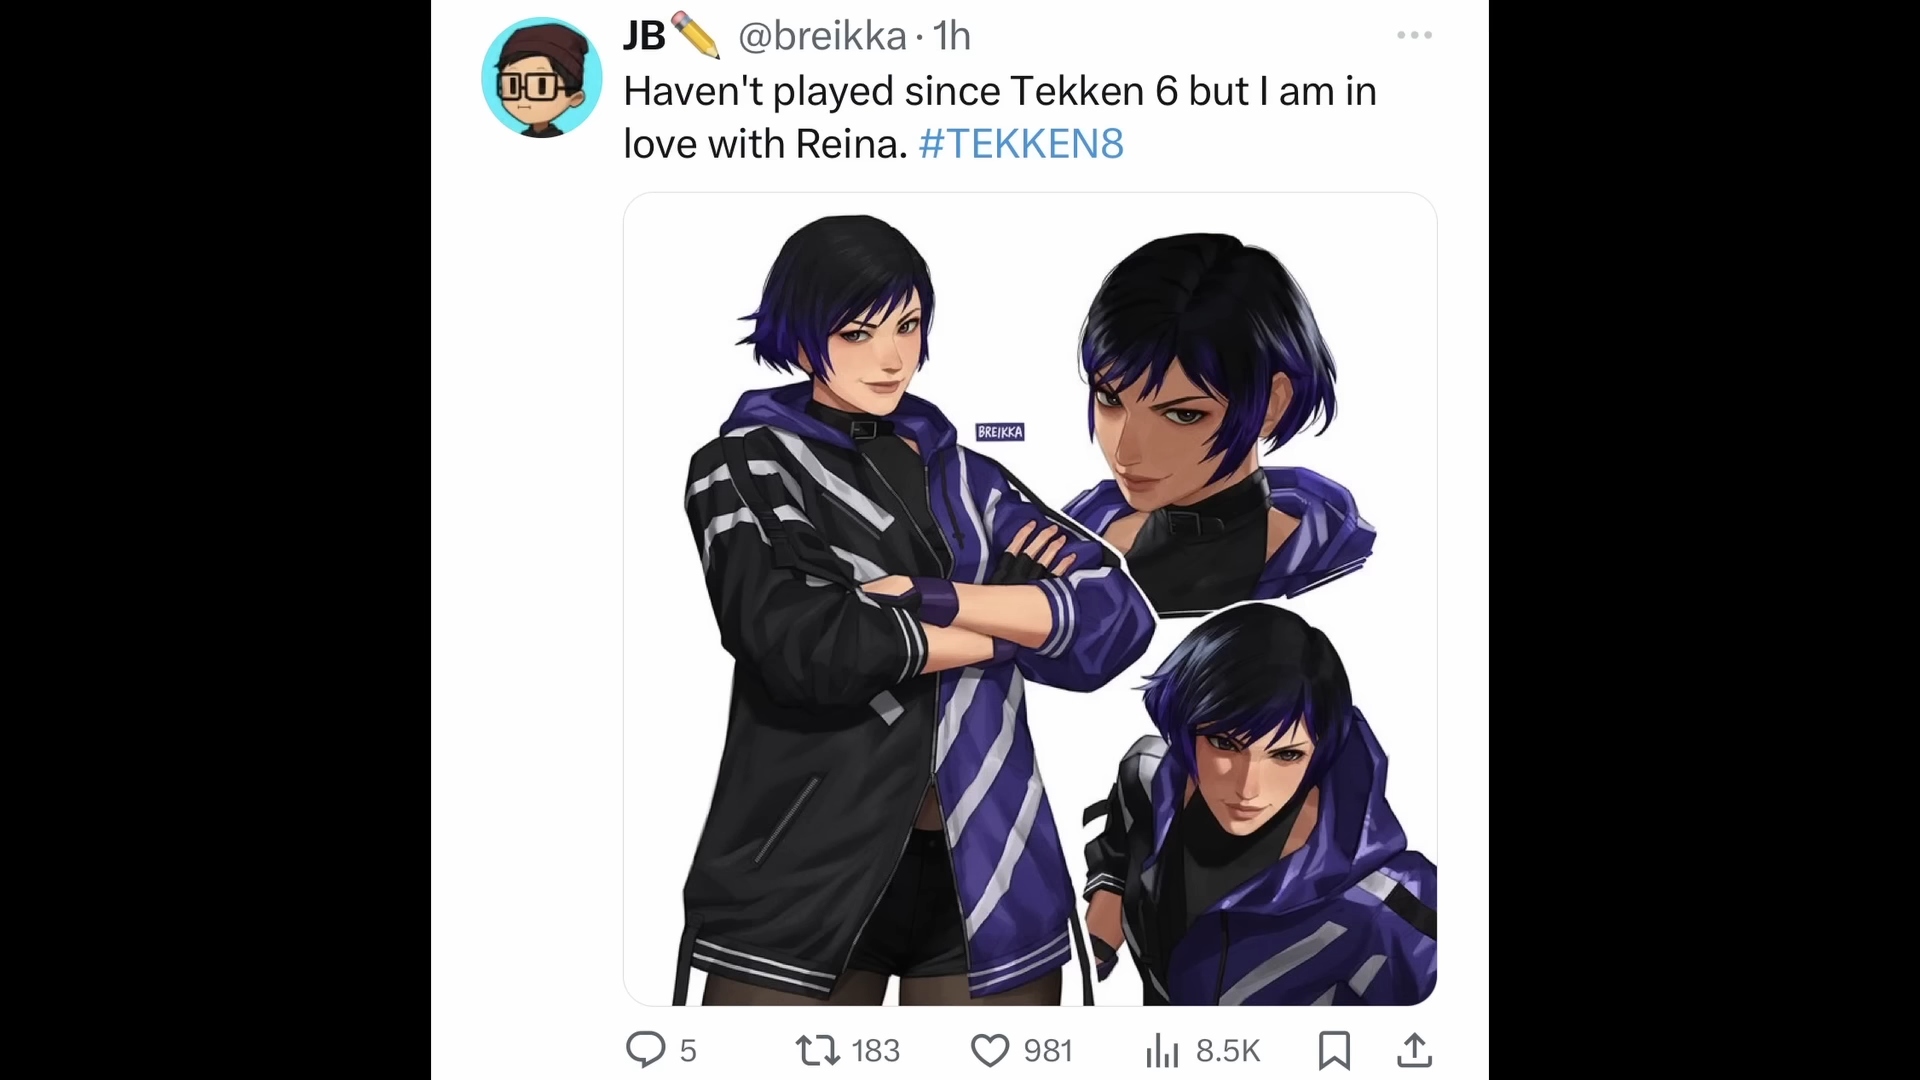 JB✏️ @breikka · 1h
Haven't played since Tekken 6 but I am in
love with Reina. #TEKKEN8
BREIKKA
5 183 981 8.5K